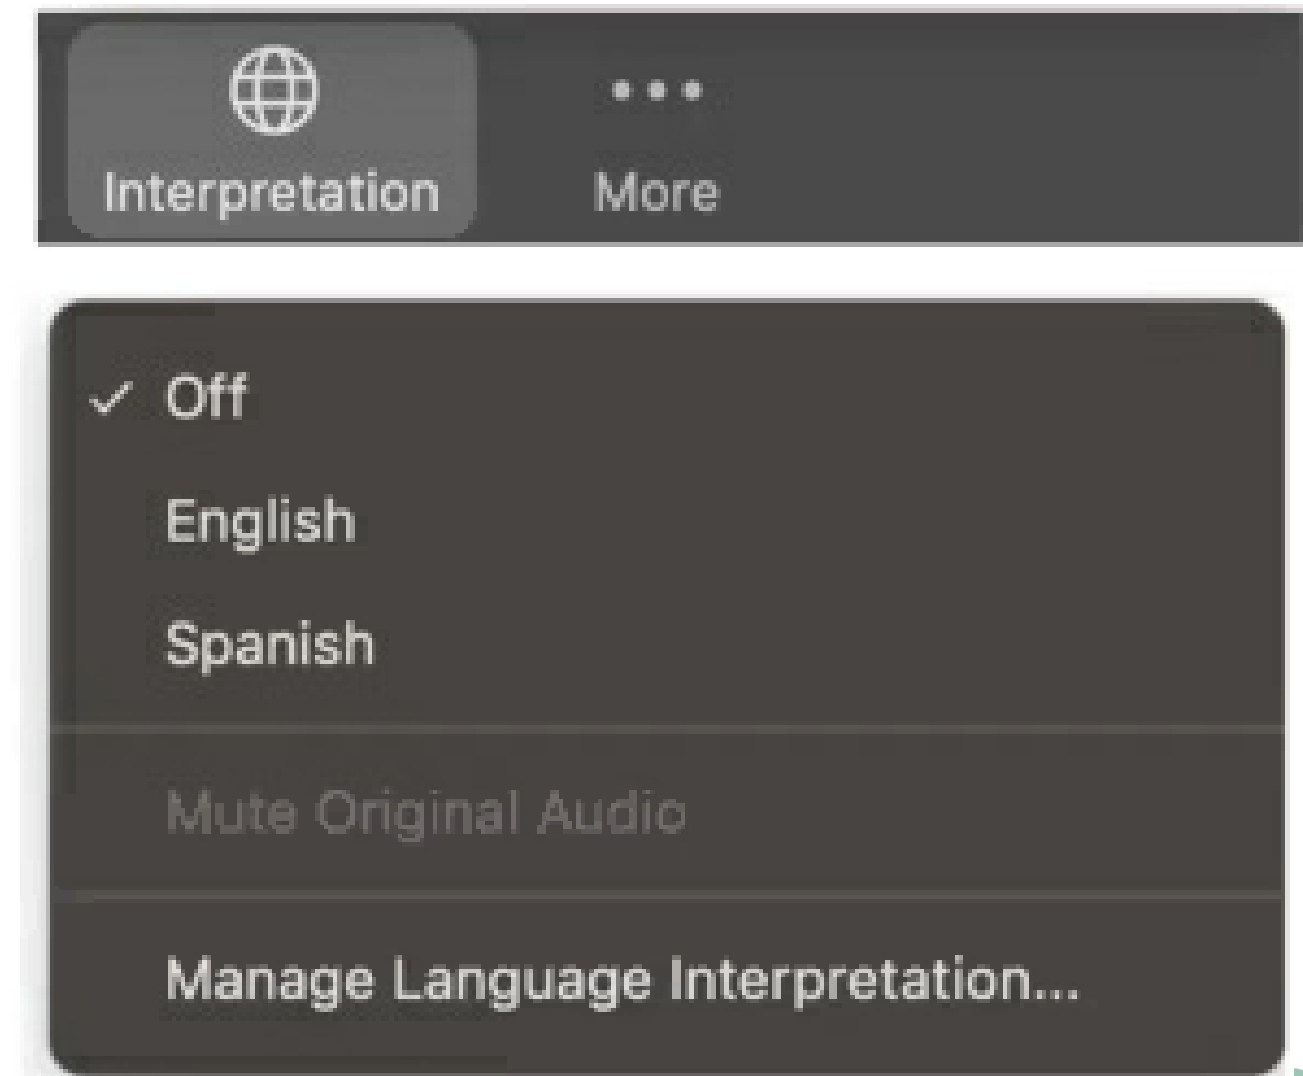 Interpretation
More
Off
English
Spanish
Mute Original Audio
Manage Language Interpretation...